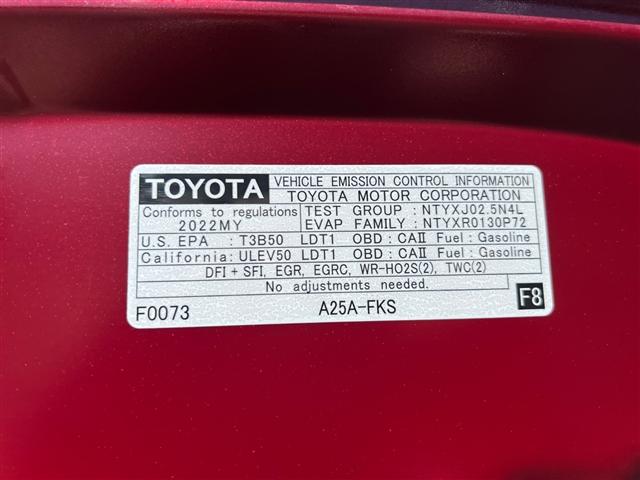 TOYOTA VEHICLE EMISSION CONTROL INFORMATION
TOYOTA MOTOR CORPORATION
Conforms to regulations TEST GROUP : NTYXJ02.5N4L
2022MY EVAP FAMILY : NTYXR0130P72
U.S. EPA : T3B50 LDT1 OBD : CAII Fuel : Gasoline
California: ULEV50 LDT1 OBD : CAII Fuel : Gasoline
DFI + SFI, EGR, EGRC, WR-HO2S(2), TWC(2)
No adjustments needed.
F0073 A25A-FKS F8